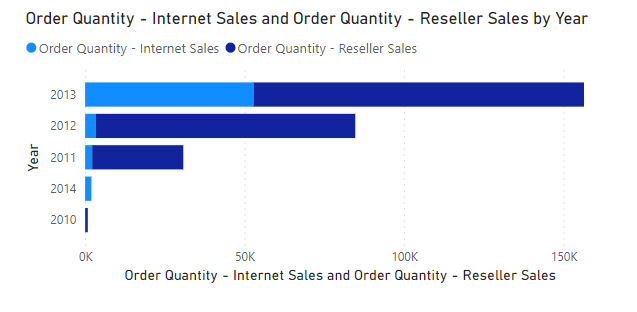 Order Quantity - Internet Sales and Order Quantity - Reseller Sales by Year
Order Quantity - Internet Sales Order Quantity - Reseller Sales
2013
2012
2011
2014
2010
Year
0K 50K 100K 150K
Order Quantity - Internet Sales and Order Quantity - Reseller Sales